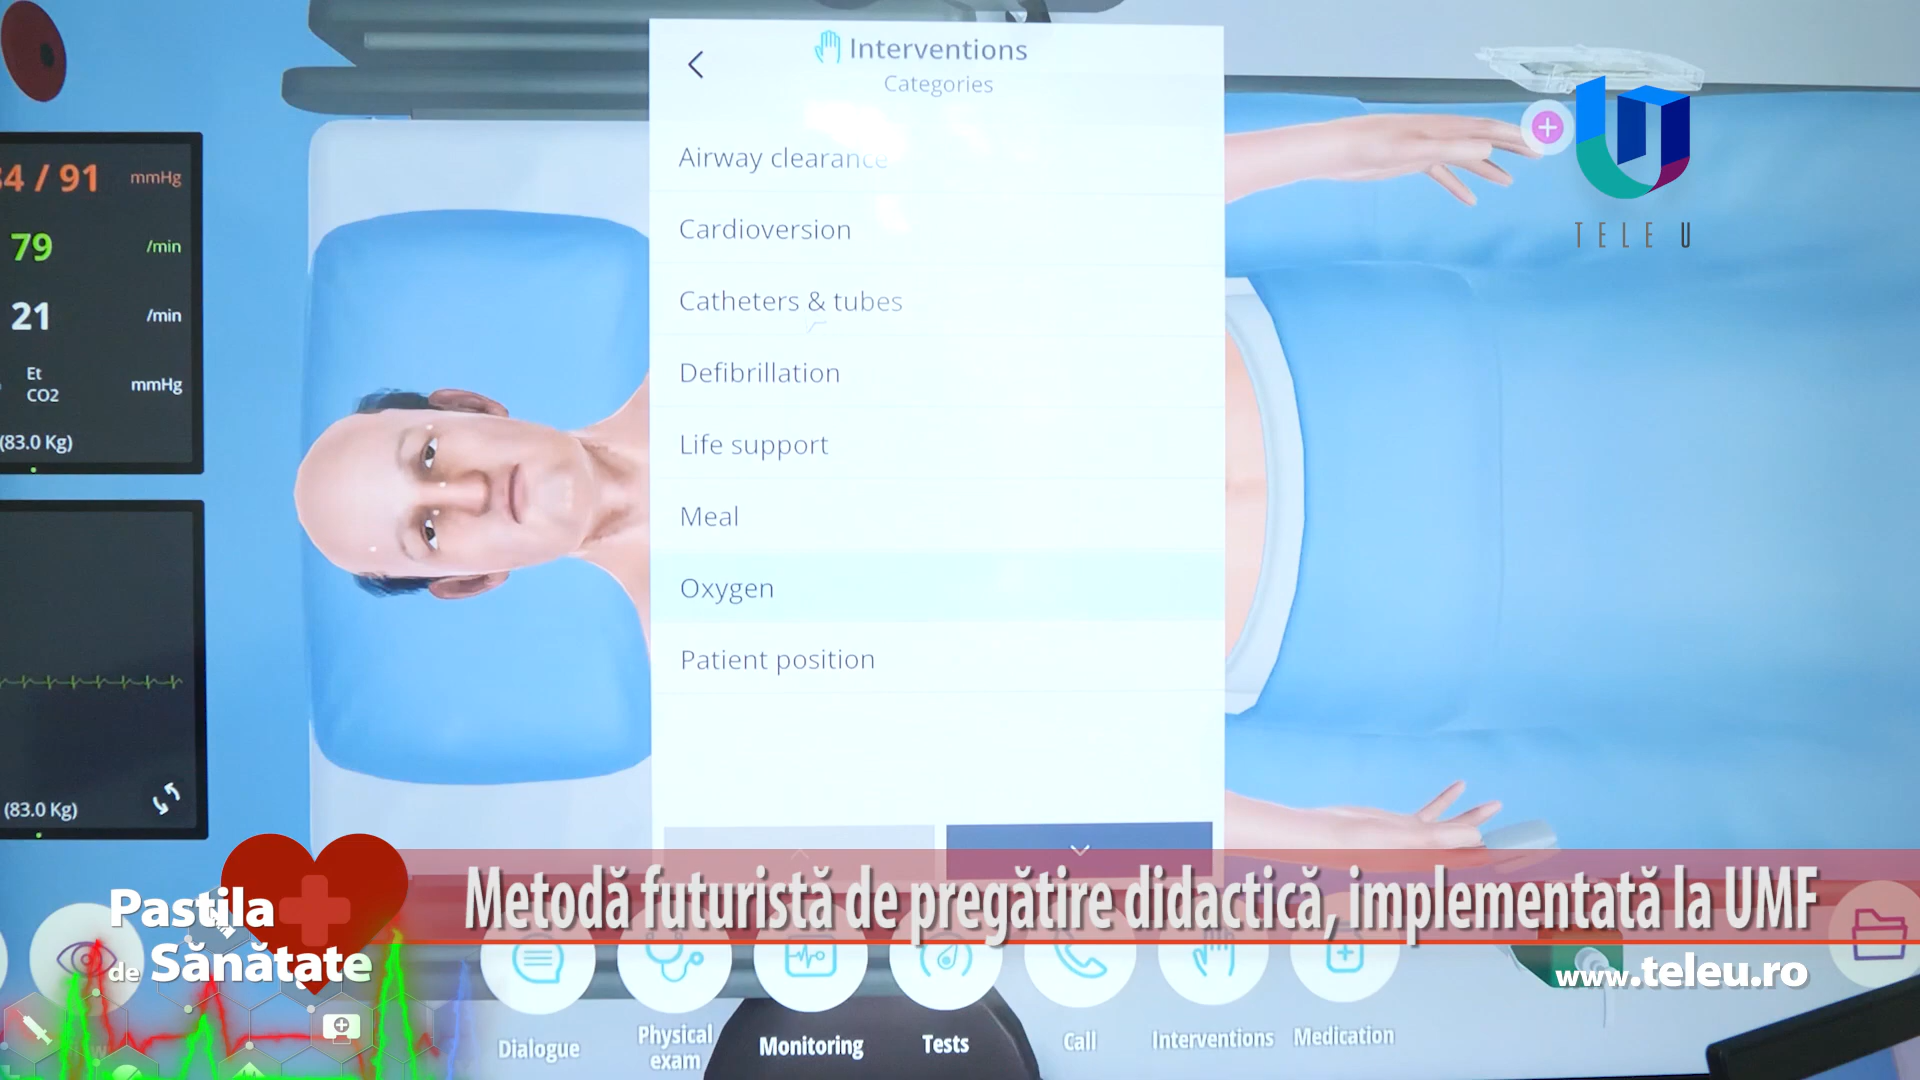 Interventions
Categories
Airway clearance
Cardioversion
Catheters & tubes
Defibrillation
Life support
Meal
Oxygen
Patient position
4 / 91 mmHg
79 /min
21 /min
Et
CO2 mmHg
(83.0 Kg)
(83.0 Kg)
TELE U
Pastila
de Sănătate
Metodă futuristă de pregătire didactică, implementată la UMF
www.teleu.ro
Dialogue
Physical
exam
Monitoring
Tests
Call
Interventions
Medication